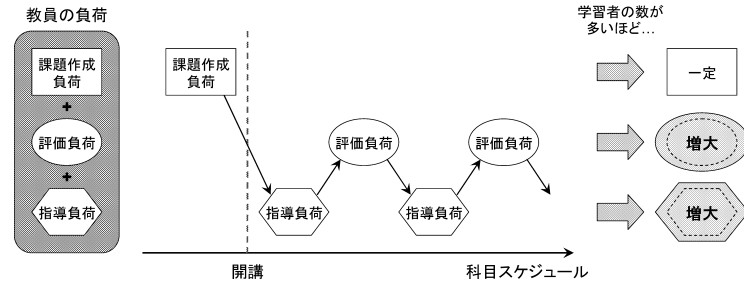 教員の負荷
課題作成
負荷
+
評価負荷
+
指導負荷
課題作成
負荷
評価負荷
評価負荷
指導負荷
指導負荷
開講
科目スケジュール
学習者の数が
多いほど…
一定
増大
増大